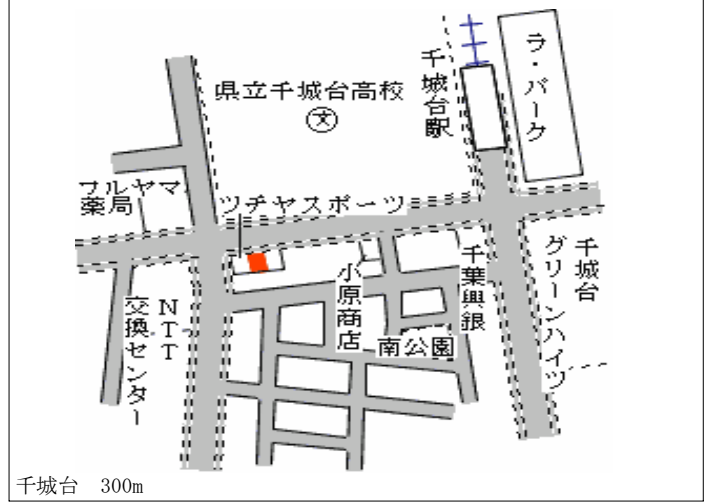 ラ・パーク
千城台駅
県立千城台高校
文
フルヤマ
薬局
ツチヤスポーツ
千城台
グリーンハイツ
千葉興銀
小原商店
南公園
NTT
交換センター
千城台　300m